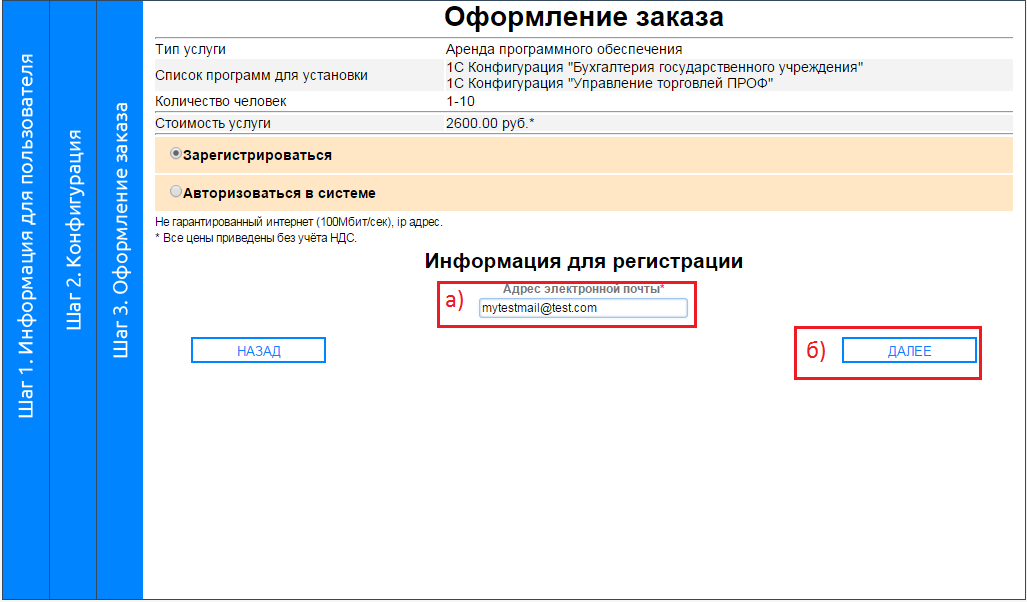 Шаг 1. Информация для пользователя
Шаг 2. Конфигурация
Шаг 3. Оформление заказа
Оформление заказа
Тип услуги Аренда программного обеспечения
Список программ для установки 1С Конфигурация "Бухгалтерия государственного учреждения"
1С Конфигурация "Управление торговлей ПРОФ"
Количество человек 1-10
Стоимость услуги 2600.00 руб.*
Зарегистрироваться
Авторизоваться в системе
Не гарантированный интернет (100Мбит/сек), ip адрес.
* Все цены приведены без учёта НДС.
Информация для регистрации
Адрес электронной почты*
а) mytestmail@test.com
НАЗАД б) ДАЛЕЕ